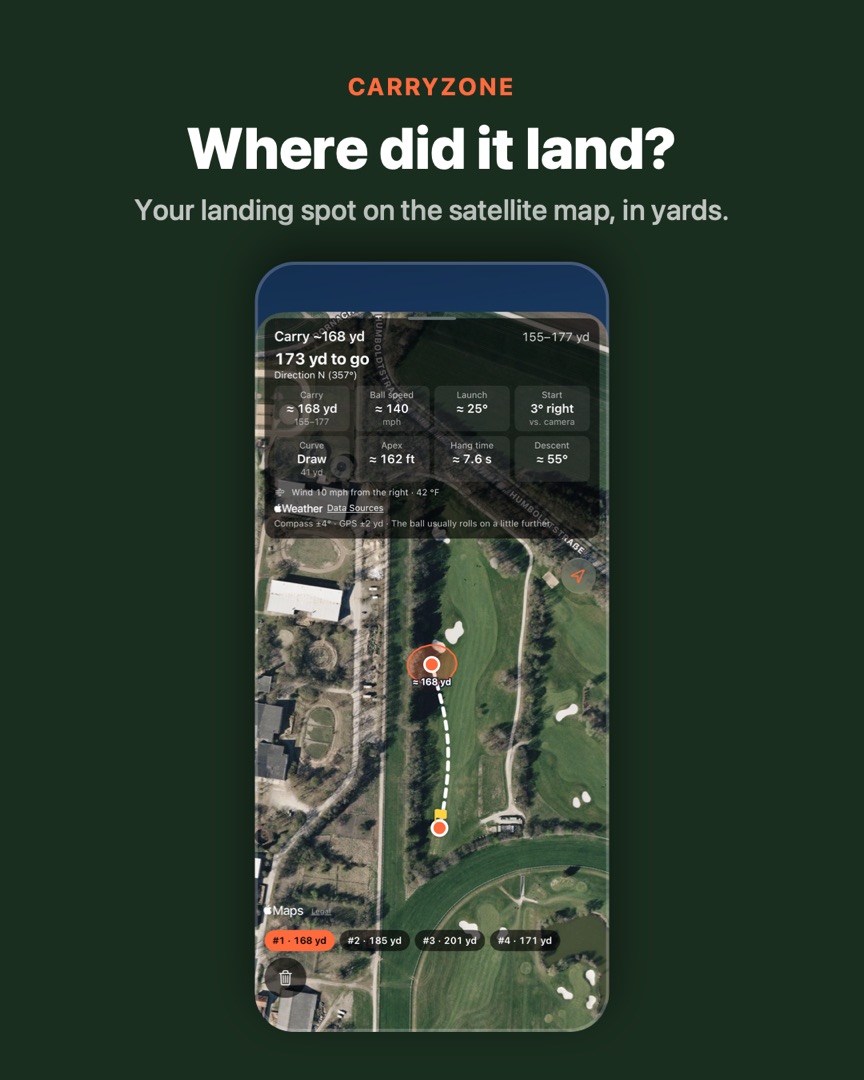 CARRYZONE
Where did it land?
Your landing spot on the satellite map, in yards.
HUMBOLDTSTRAßE
Carry ~168 yd
155–177 yd
173 yd to go
Direction N (357°)
Carry
≈ 168 yd
155–177
Ball speed
≈ 140
mph
Launch
≈ 25°
Start
3° right
vs. camera
Curve
Draw
41 yd
Apex
≈ 162 ft
Hang time
≈ 7.6 s
Descent
≈ 55°
Wind 10 mph from the right · 42 °F
Weather Data Sources
Compass ±4° · GPS ±2 yd · The ball usually rolls on a little further.
HUMBOLDTSTRAßE
≈ 168 yd
Maps Legal
#1 · 168 yd
#2 · 185 yd
#3 · 201 yd
#4 · 171 yd